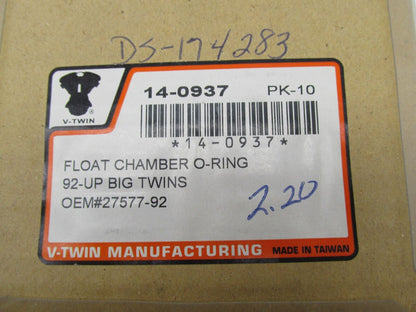 DS-174283
14-0937 PK-10
®
V-TWIN
*14-0937*
FLOAT CHAMBER O-RING
92-UP BIG TWINS
OEM#27577-92
2.20
V-TWIN MANUFACTURING MADE IN TAIWAN